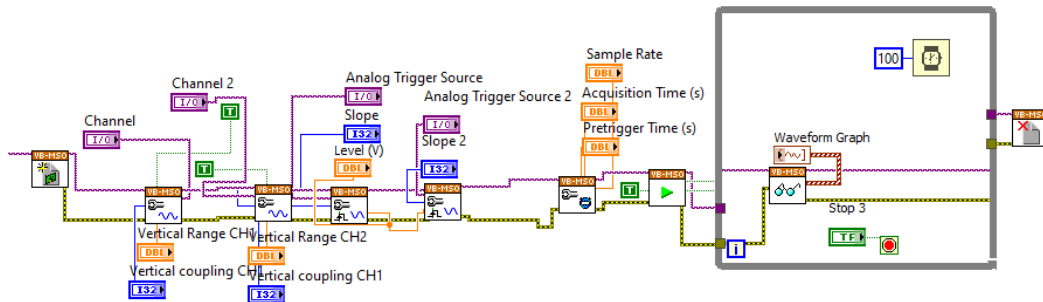 VB-MSO
Channel
I/O
Channel 2
I/O
T
T
VB-MSO
Vertical Range CH1
DBL
Vertical coupling CH1
I32
VB-MSO
Vertical Range CH2
DBL
Vertical coupling CH1
I32
Analog Trigger Source
I/O
Slope
I32
Level (V)
DBL
VB-MSO
Analog Trigger Source 2
I/O
Slope 2
I32
VB-MSO
Sample Rate
DBL
Acquisition Time (s)
DBL
Pretrigger Time (s)
DBL
VB-MSO
T
VB-MSO
i
100
Waveform Graph
VB-MSO
Stop 3
TF
VB-MSO